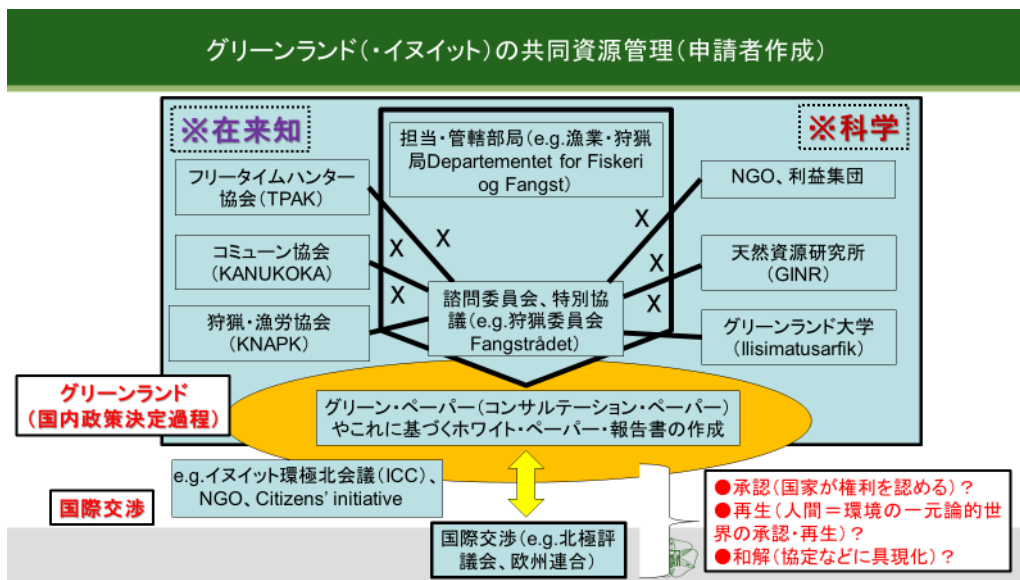 グリーンランド(・イヌイット)の共同資源管理(申請者作成)
※在来知
※科学
担当・管轄部局(e.g.漁業・狩猟
局Departementet for Fiskeri
og Fangst)
フリータイムハンター
協会(TPAK)
コミューン協会
(KANUKOKA)
狩猟・漁労協会
(KNAPK)
X
X
X
X
X
X
NGO、利益集団
天然資源研究所
(GINR)
グリーンランド大学
(Ilisimatusarfik)
諮問委員会、特別協
議(e.g.狩猟委員会
Fangstrådet)
グリーンランド
(国内政策決定過程)
グリーン・ペーパー(コンサルテーション・ペーパー)
やこれに基づくホワイト・ペーパー・報告書の作成
e.g.イヌイット環極北会議(ICC)、
NGO、Citizens’ initiative
国際交渉
国際交渉(e.g.北極評
議会、欧州連合)
●承認(国家が権利を認める)?
●再生(人間=環境の一元論的世
界の承認・再生)?
●和解(協定などに具現化)?